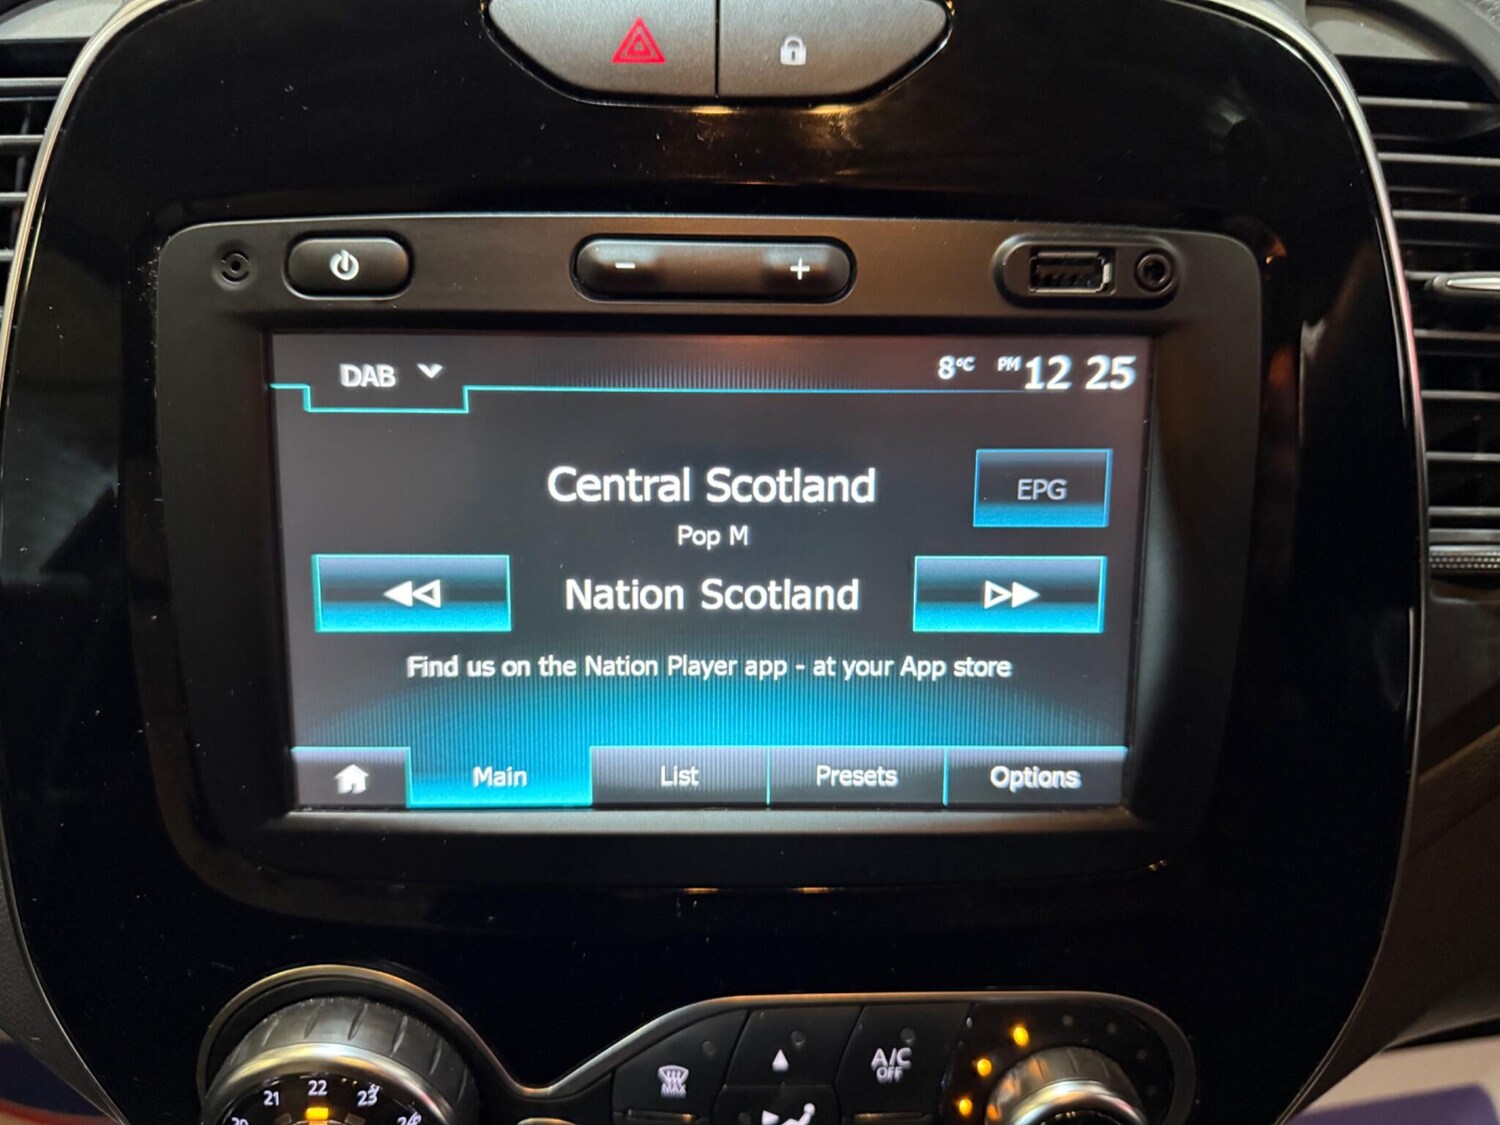 DAB
8°C PM 12 25
Central Scotland
EPG
Pop M
Nation Scotland
Find us on the Nation Player app - at your App store
Main List Presets Options
MAX
A/C
OFF
21 22 23